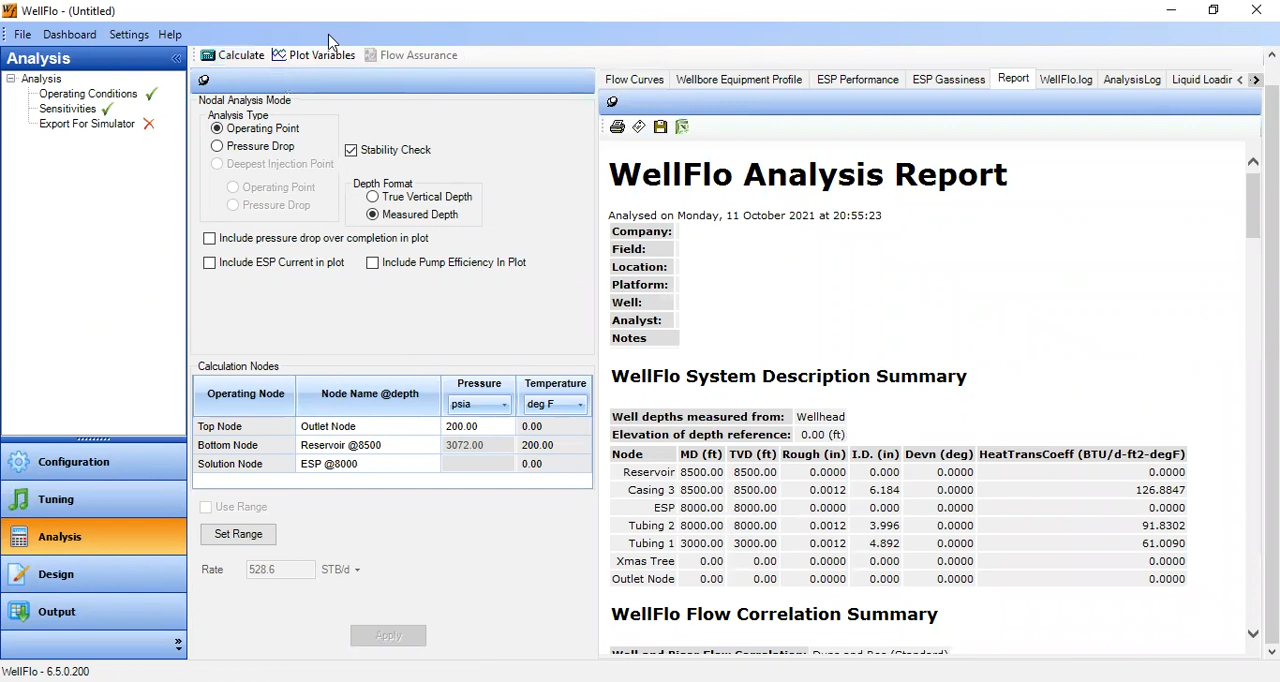 WellFlo - (Untitled)
File Dashboard Settings Help
Analysis
Analysis
Operating Conditions
Sensitivities
Export For Simulator
Configuration
Tuning
Analysis
Design
Output
WellFlo - 6.5.0.200
Calculate Plot Variables Flow Assurance
Nodal Analysis Mode
Analysis Type
Operating Point
Pressure Drop
Deepest Injection Point
Operating Point
Pressure Drop
Stability Check
Depth Format
True Vertical Depth
Measured Depth
Include pressure drop over completion in plot
Include ESP Current in plot Include Pump Efficiency In Plot
Calculation Nodes
Operating Node Node Name @depth Pressure Temperature
psia deg F
Top Node Outlet Node 200.00 0.00
Bottom Node Reservoir @8500 3072.00 200.00
Solution Node ESP @8000 0.00
Use Range
Set Range
Rate 528.6 STB/d
Apply
Flow Curves Wellbore Equipment Profile ESP Performance ESP Gassiness Report WellFlo.log AnalysisLog Liquid Loadin
WellFlo Analysis Report
Analysed on Monday, 11 October 2021 at 20:55:23
Company:
Field:
Location:
Platform:
Well:
Analyst:
Notes
WellFlo System Description Summary
Well depths measured from: Wellhead
Elevation of depth reference: 0.00 (ft)
Node MD (ft) TVD (ft) Rough (in) I.D. (in) Devn (deg) HeatTransCoeff (BTU/d-ft2-degF)
Reservoir 8500.00 8500.00 0.0000 0.000 0.0000 0.0000
Casing 3 8500.00 8500.00 0.0012 6.184 0.0000 126.8847
ESP 8000.00 8000.00 0.0000 0.000 0.0000 0.0000
Tubing 2 8000.00 8000.00 0.0012 3.996 0.0000 91.8302
Tubing 1 3000.00 3000.00 0.0012 4.892 0.0000 61.0090
Xmas Tree 0.00 0.00 0.0000 0.000 0.0000 0.0000
Outlet Node 0.00 0.00 0.0000 0.000 0.0000 0.0000
WellFlo Flow Correlation Summary
Well and Riser Flow Correlation: Duns and Ros (Standard)